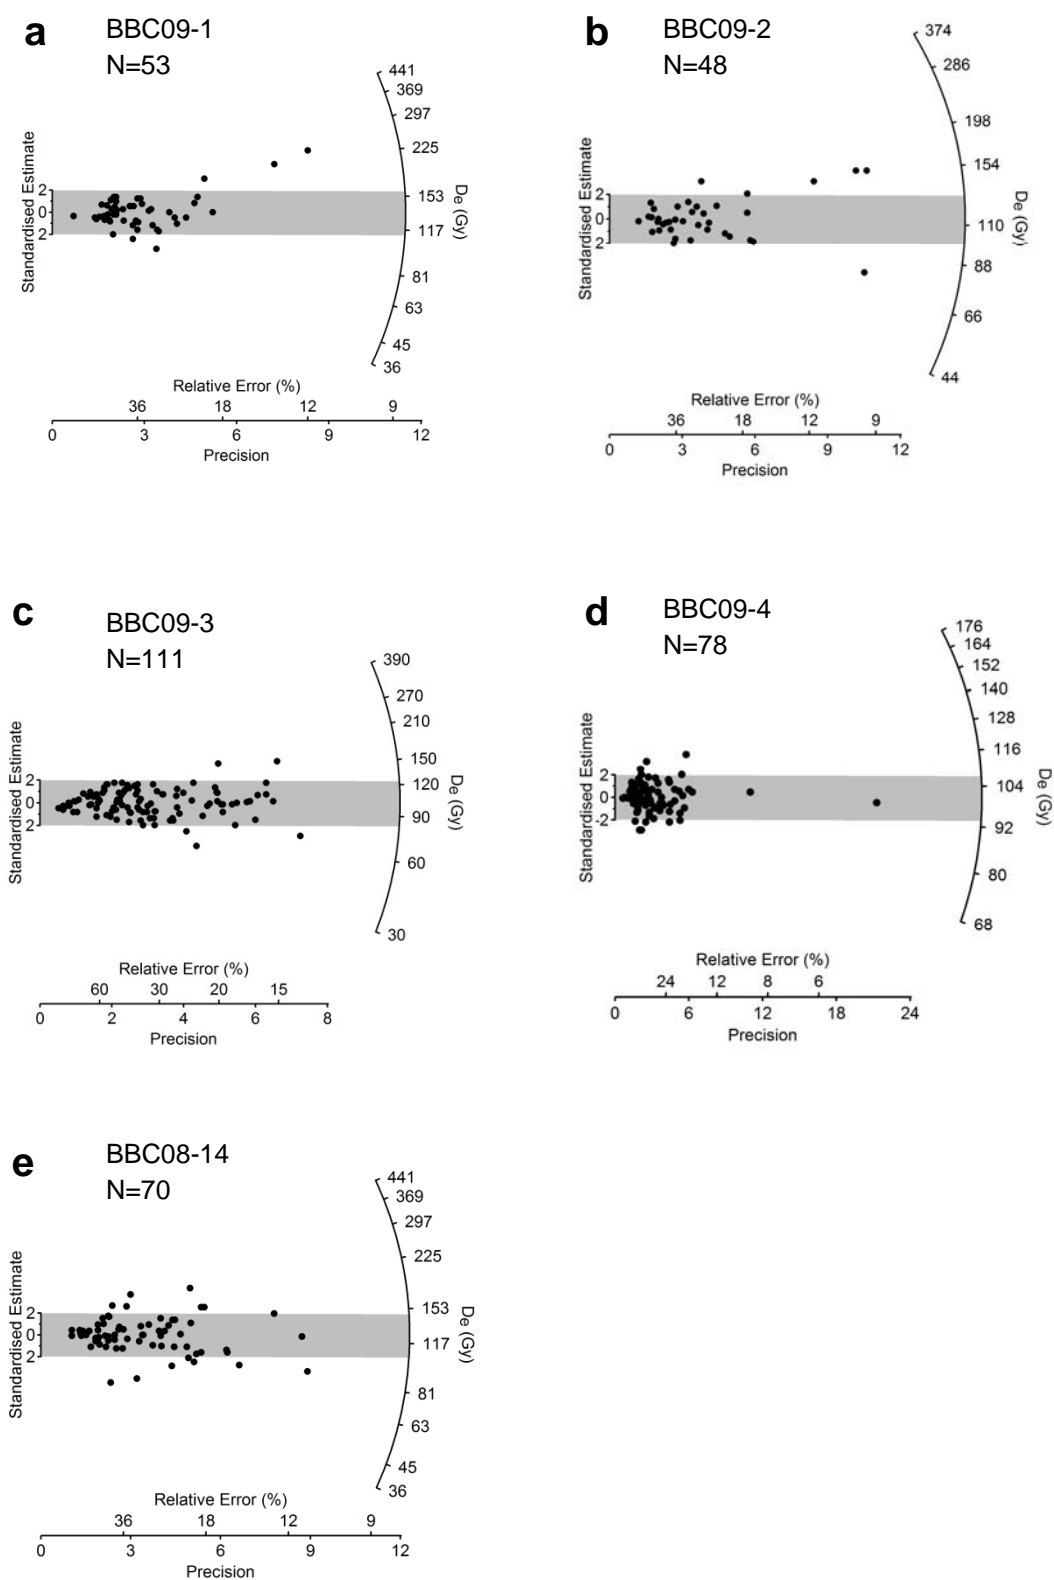 a
BBC09-1
N=53
Standardised Estimate
2
0
2
441
369
297
225
153
117
81
63
45
36
De (Gy)
Relative Error (%)
36 18 12 9
0 3 6 9 12
Precision
b
BBC09-2
N=48
Standardised Estimate
2
0
2
374
286
198
154
110
88
66
44
De (Gy)
Relative Error (%)
36 18 12 9
0 3 6 9 12
Precision
c
BBC09-3
N=111
Standardised Estimate
2
0
2
390
270
210
150
120
90
60
30
De (Gy)
Relative Error (%)
60 30 20 15
0 2 4 6 8
Precision
d
BBC09-4
N=78
Standardised Estimate
2
0
-2
176
164
152
140
128
116
104
92
80
68
De (Gy)
Relative Error (%)
24 12 8 6
0 6 12 18 24
Precision
e
BBC08-14
N=70
Standardised Estimate
2
0
2
441
369
297
225
153
117
81
63
45
36
De (Gy)
Relative Error (%)
36 18 12 9
0 3 6 9 12
Precision